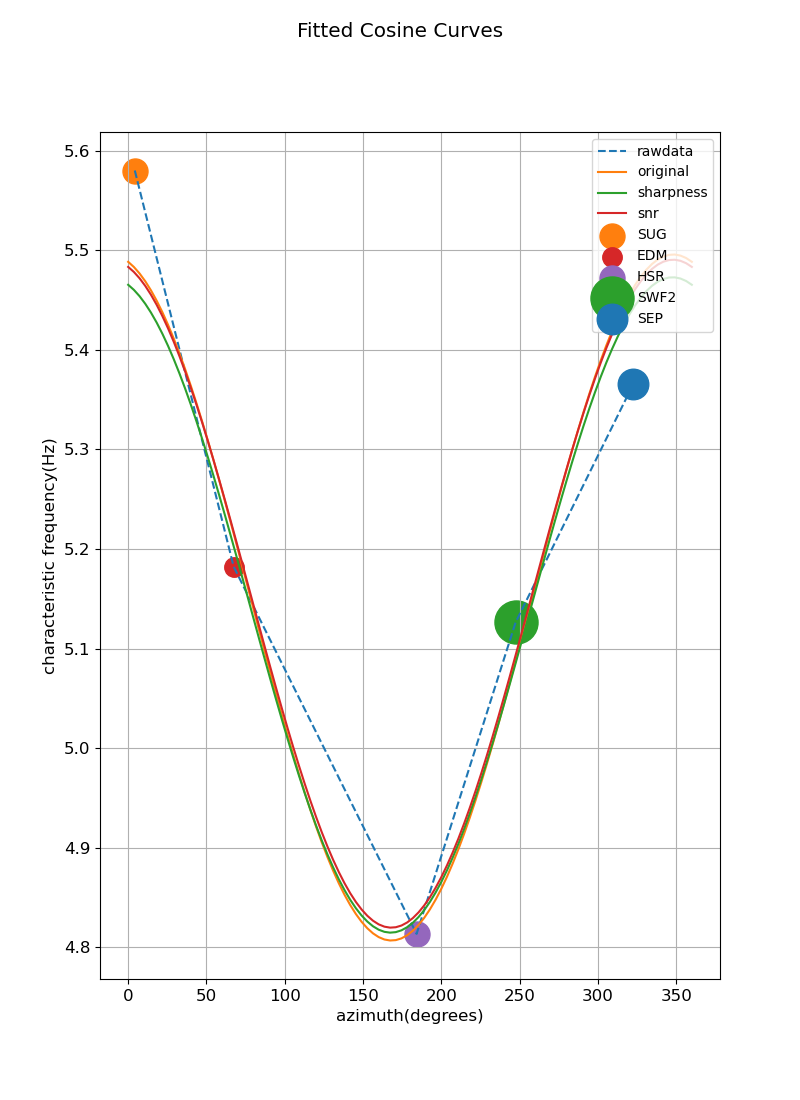 Fitted Cosine Curves
rawdata
original
sharpness
snr
SUG
EDM
HSR
SWF2
SEP
5.6
5.5
5.4
5.3
5.2
5.1
5.0
4.9
4.8
characteristic frequency(Hz)
0 50 100 150 200 250 300 350
azimuth(degrees)